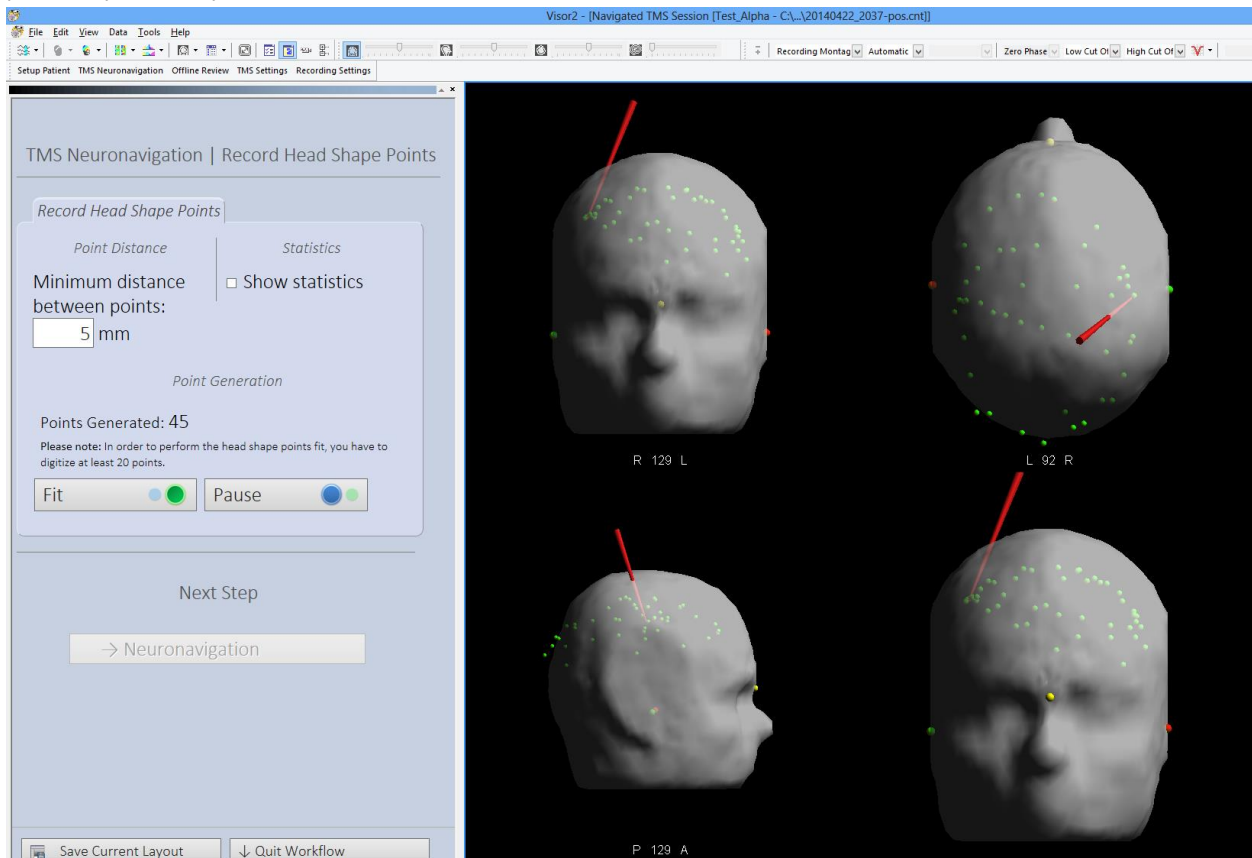 Visor2 - [Navigated TMS Session [Test_Alpha - C:\...\20140422_2037-pos.cnt]]
File Edit View Data Tools Help
Recording Montag Automatic Zero Phase Low Cut Of High Cut Of
Setup Patient TMS Neuronavigation Offline Review TMS Settings Recording Settings
TMS Neuronavigation | Record Head Shape Points
Record Head Shape Points
Point Distance
Statistics
Minimum distance
between points:
5 mm
Show statistics
Point Generation
Points Generated: 45
Please note: In order to perform the head shape points fit, you have to
digitize at least 20 points.
Fit
Pause
Next Step
→ Neuronavigation
Save Current Layout
↓ Quit Workflow
R 129 L
L 92 R
P 129 A